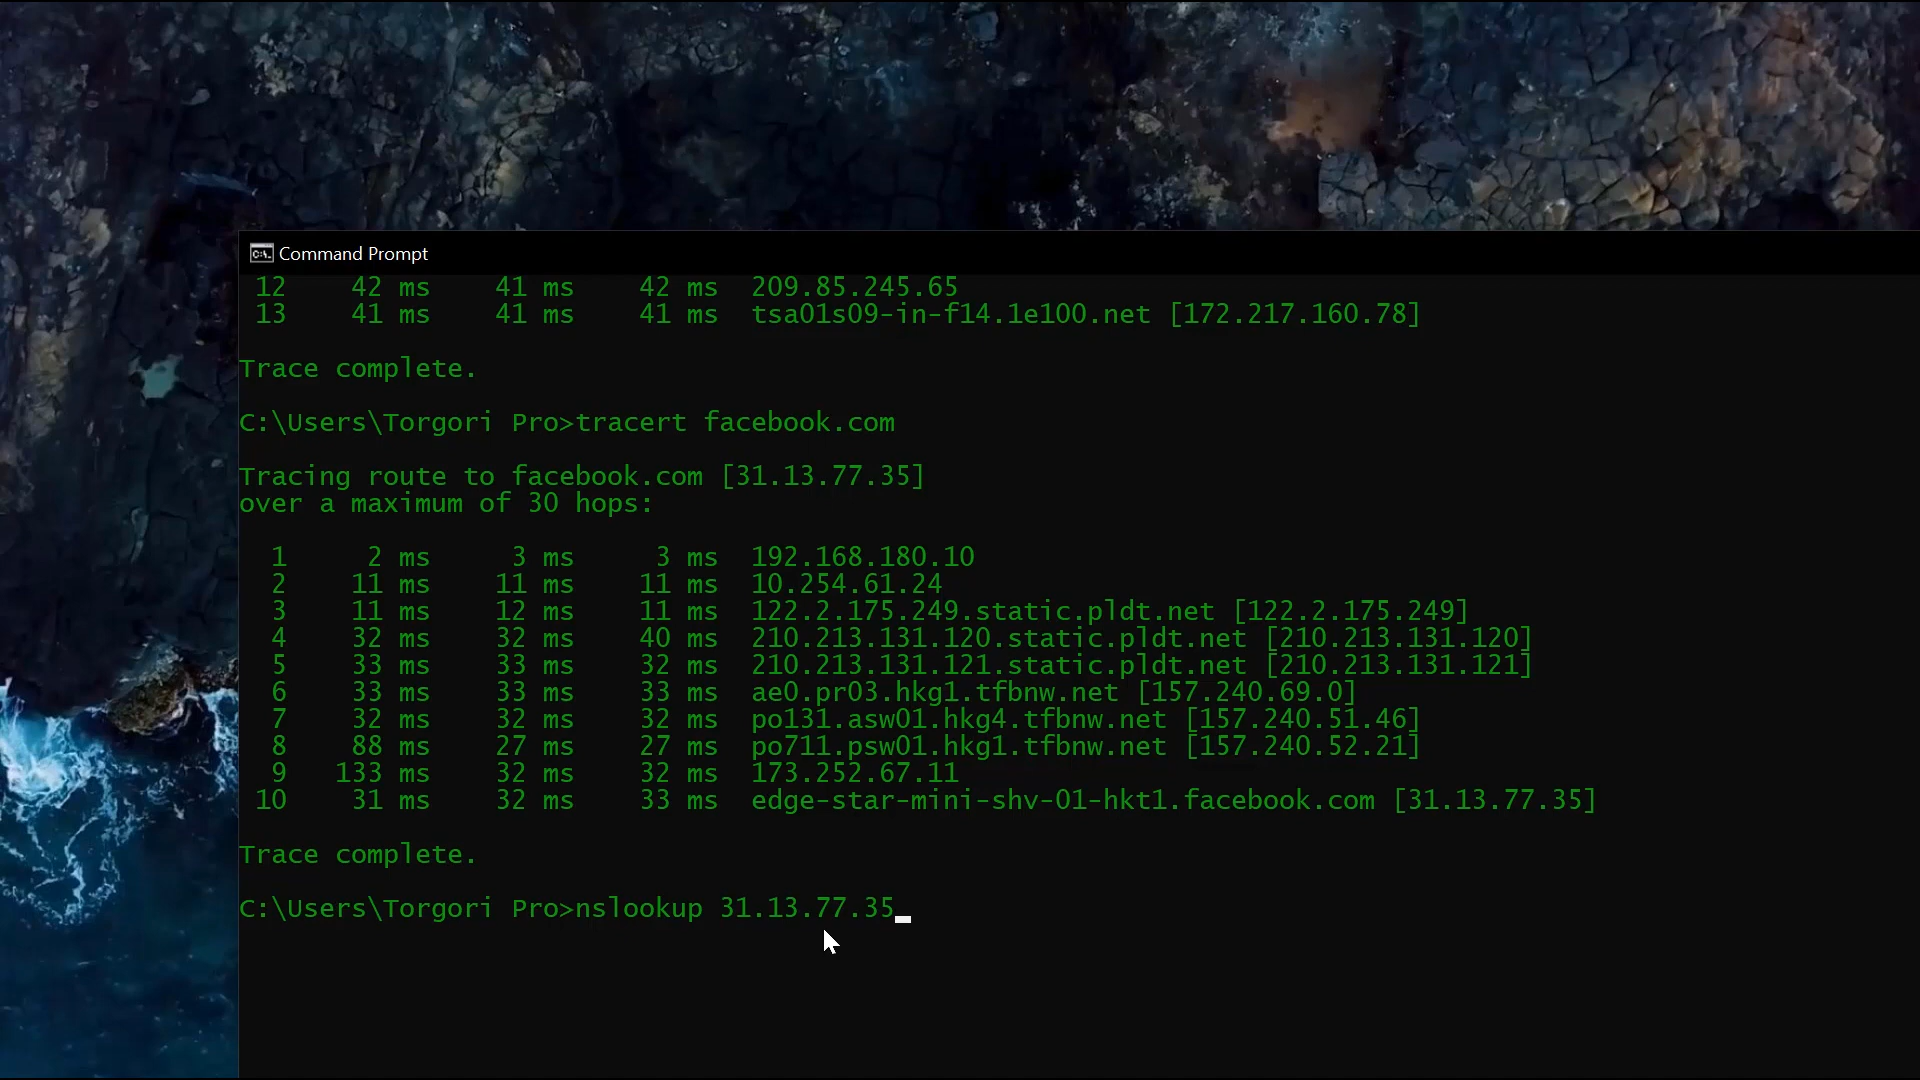 Command Prompt
12 42 ms 41 ms 42 ms 209.85.245.65
13 41 ms 41 ms 41 ms tsa01s09-in-f14.1e100.net [172.217.160.78]
Trace complete.
C:\Users\Torgori Pro>tracert facebook.com
Tracing route to facebook.com [31.13.77.35]
over a maximum of 30 hops:
1 2 ms 3 ms 3 ms 192.168.180.10
2 11 ms 11 ms 11 ms 10.254.61.24
3 11 ms 12 ms 11 ms 122.2.175.249.static.pldt.net [122.2.175.249]
4 32 ms 32 ms 40 ms 210.213.131.120.static.pldt.net [210.213.131.120]
5 33 ms 33 ms 32 ms 210.213.131.121.static.pldt.net [210.213.131.121]
6 33 ms 33 ms 33 ms ae0.pr03.hkg1.tfbnw.net [157.240.69.0]
7 32 ms 32 ms 32 ms po131.asw01.hkg4.tfbnw.net [157.240.51.46]
8 88 ms 27 ms 27 ms po711.psw01.hkg1.tfbnw.net [157.240.52.21]
9 133 ms 32 ms 32 ms 173.252.67.11
10 31 ms 32 ms 33 ms edge-star-mini-shv-01-hkt1.facebook.com [31.13.77.35]
Trace complete.
C:\Users\Torgori Pro>nslookup 31.13.77.35